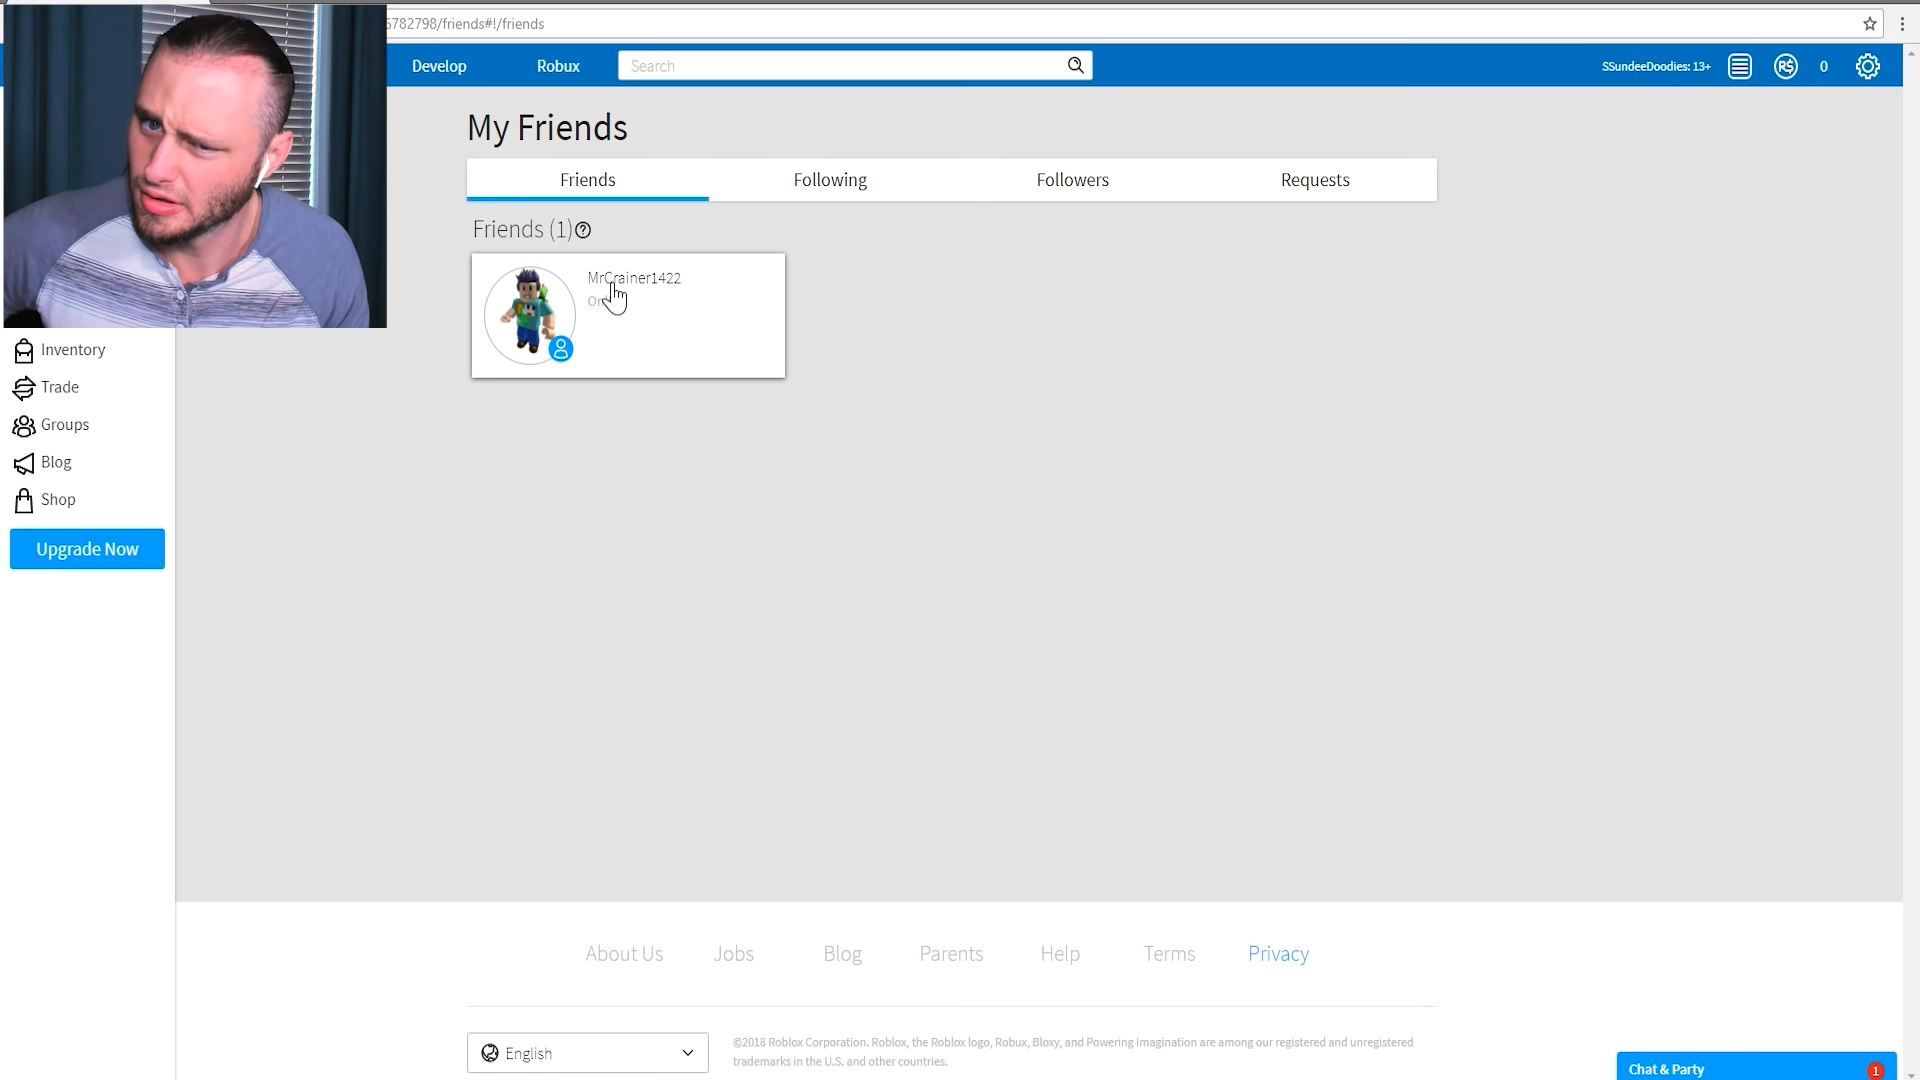 5782798/friends#!/friends
Develop
Robux
Search
SSundeeDoodies: 13+
R$
0
My Friends
Friends
Following
Followers
Requests
Friends (1)
?
MrCrainer1422
Inventory
Trade
Groups
Blog
Shop
Upgrade Now
About Us
Jobs
Blog
Parents
Help
Terms
Privacy
English
©2018 Roblox Corporation. Roblox, the Roblox logo, Robux, Bloxy, and Powering Imagination are among our registered and unregistered
trademarks in the U.S. and other countries.
Chat & Party
1